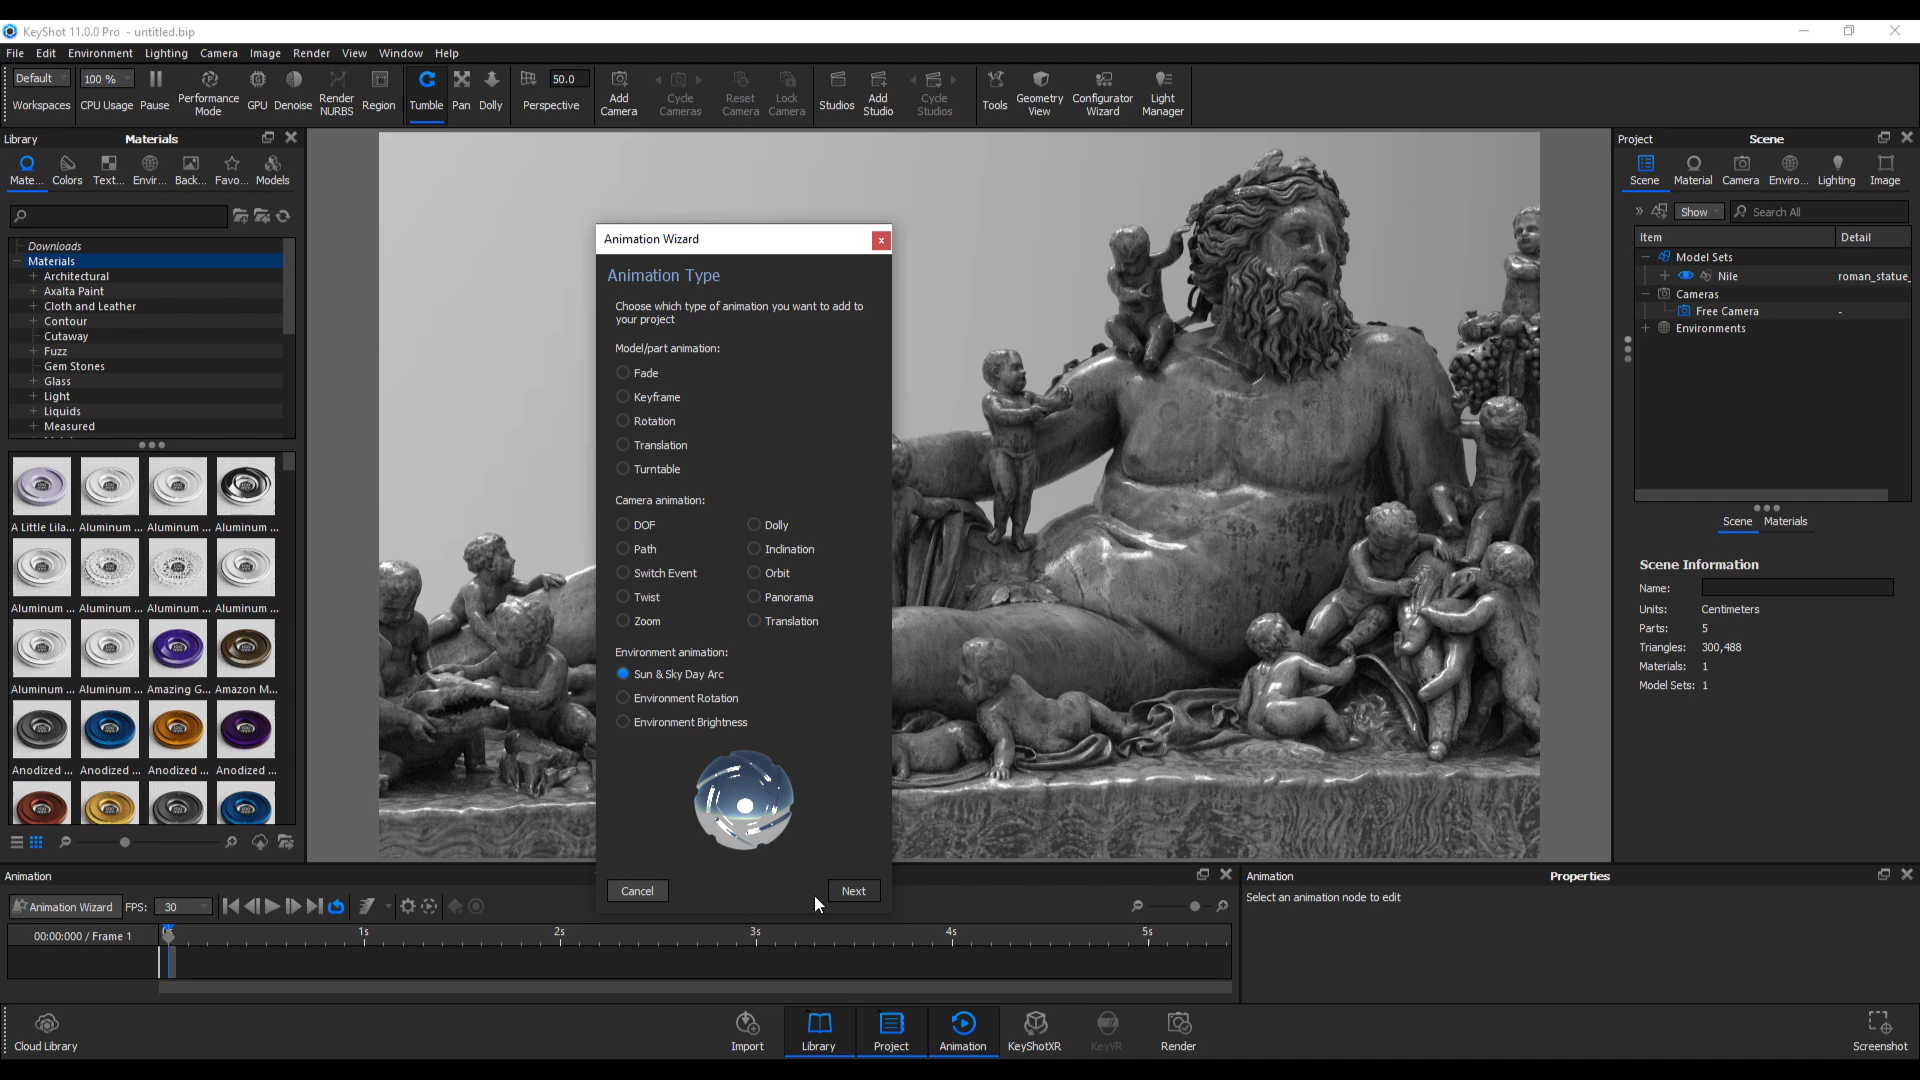 KeyShot 11.0.0 Pro - untitled.bip
File Edit Environment Lighting Camera Image Render View Window Help
Default 100 % 50.0
Workspaces CPU Usage Pause Performance Mode GPU Denoise Render NURBS Region Tumble Pan Dolly Perspective Add Camera Cycle Cameras Reset Camera Lock Camera Studios Add Studio Cycle Studios Tools Geometry View Configurator Wizard Light Manager
Library Materials
Mate... Colors Text... Envir... Back... Favo... Models
Downloads
Materials
Architectural
Axalta Paint
Cloth and Leather
Contour
Cutaway
Fuzz
Gem Stones
Glass
Light
Liquids
Measured
A Little Lila... Aluminum ... Aluminum ... Aluminum ...
Aluminum ... Aluminum ... Aluminum ... Aluminum ...
Aluminum ... Aluminum ... Amazing G... Amazon M...
Anodized ... Anodized ... Anodized ... Anodized ...
Animation Wizard
Animation Type
Choose which type of animation you want to add to
your project
Model/part animation:
Fade
Keyframe
Rotation
Translation
Turntable
Camera animation:
DOF Dolly
Path Inclination
Switch Event Orbit
Twist Panorama
Zoom Translation
Environment animation:
Sun & Sky Day Arc
Environment Rotation
Environment Brightness
Cancel Next
Project Scene
Scene Material Camera Enviro... Lighting Image
Show Search All
Item Detail
Model Sets
Nile roman_statue_
Cameras
Free Camera -
Environments
Scene Materials
Scene Information
Name:
Units: Centimeters
Parts: 5
Triangles: 300,488
Materials: 1
Model Sets: 1
Animation
Animation Wizard FPS: 30
00:00:000 / Frame 1 1s 2s 3s 4s 5s
Animation Properties
Select an animation node to edit
Cloud Library Import Library Project Animation KeyShotXR KeyVR Render Screenshot